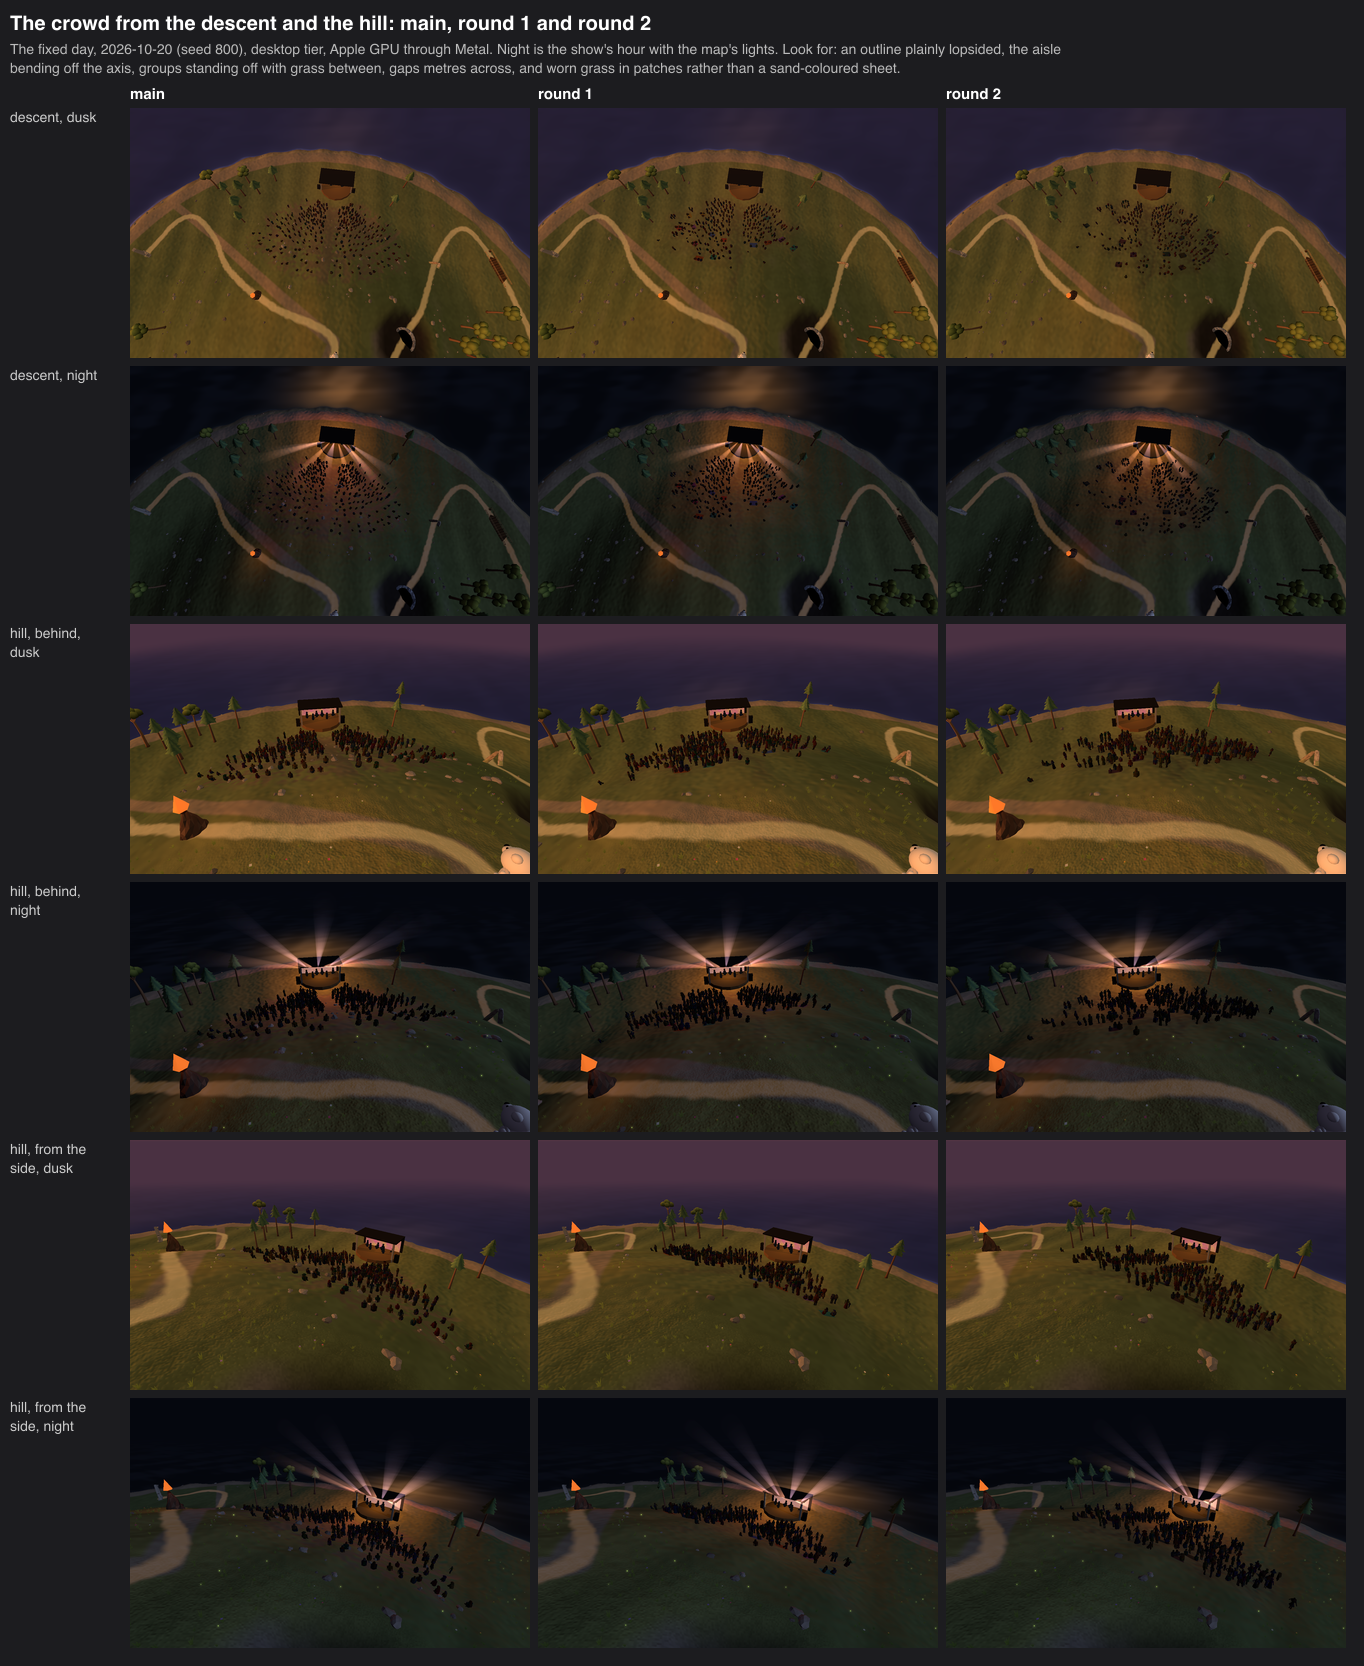 The crowd from the descent and the hill: main, round 1 and round 2
The fixed day, 2026-10-20 (seed 800), desktop tier, Apple GPU through Metal. Night is the show's hour with the map's lights. Look for: an outline plainly lopsided, the aisle
bending off the axis, groups standing off with grass between, gaps metres across, and worn grass in patches rather than a sand-coloured sheet.
main
round 1
round 2
descent, dusk
descent, night
hill, behind,
dusk
hill, behind,
night
hill, from the
side, dusk
hill, from the
side, night